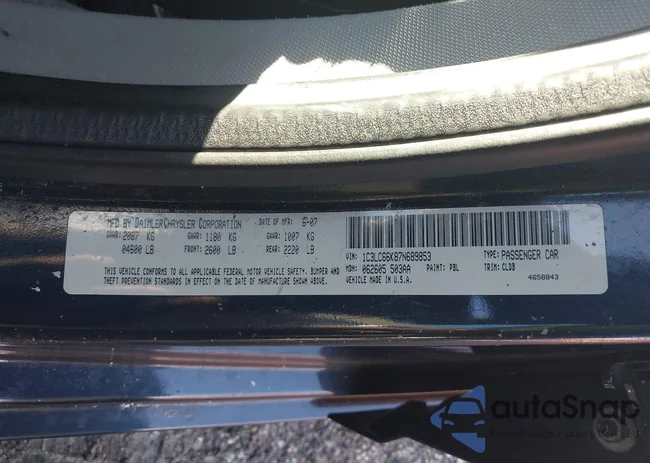 MFD BY DAIMLERCHRYSLER CORPORATION DATE OF MFR: 6-07
GVWR: 2087 KG GAWR: 1180 KG GAWR: 1007 KG
04600 LB FRONT: 2600 LB REAR: 2220 LB
THIS VEHICLE CONFORMS TO ALL APPLICABLE FEDERAL MOTOR VEHICLE SAFETY, BUMPER AND
THEFT PREVENTION STANDARDS IN EFFECT ON THE DATE OF MANUFACTURE SHOWN ABOVE.
VIN: 1C3LC66K87N689853 TYPE: PASSENGER CAR
MDH: 062605 503AA PAINT: PBL TRIM: CLDB
VEHICLE MADE IN U.S.A. 4658843
autoSnap